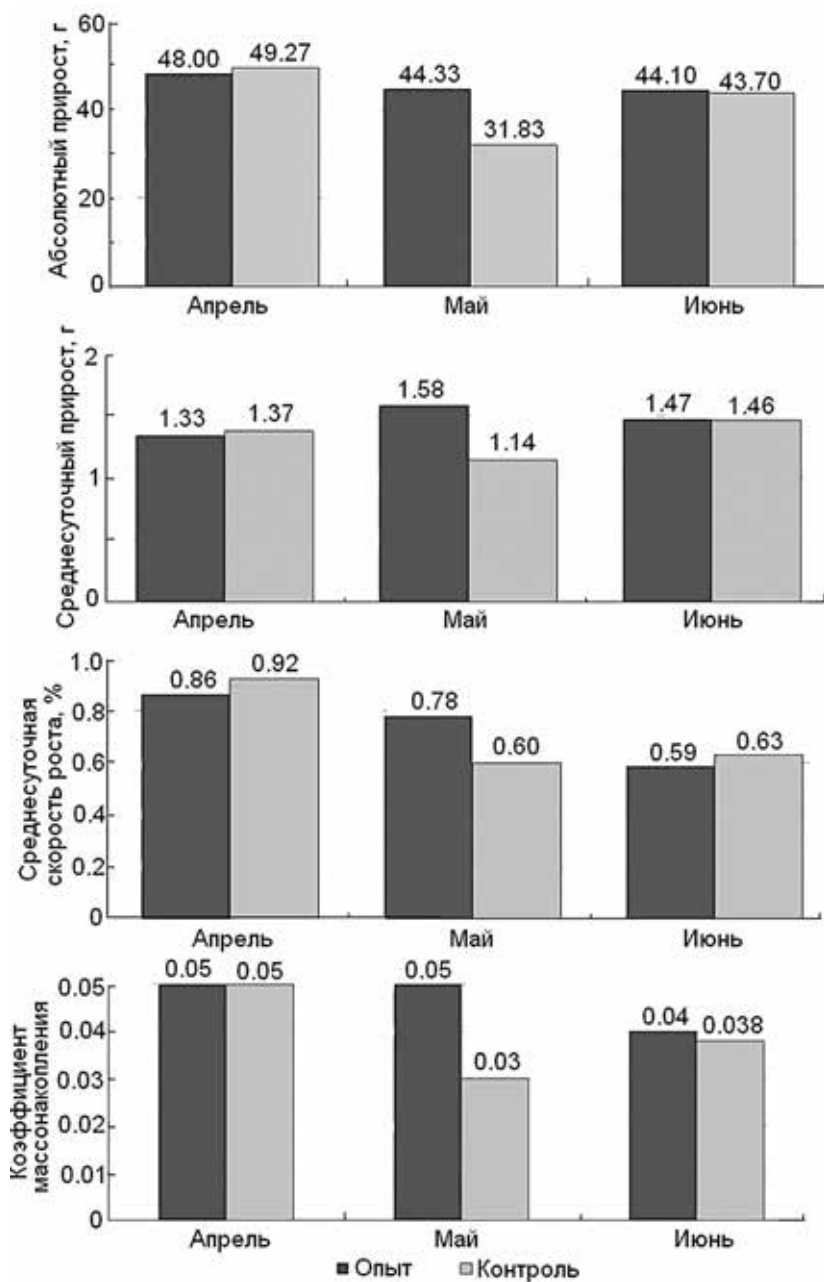 Абсолютный прирост, г
60
40
20
0
48.00 49.27
44.33 31.83
44.10 43.70
Апрель Май Июнь
Среднесуточный прирост, г
2
1
0
1.33 1.37
1.58 1.14
1.47 1.46
Апрель Май Июнь
Среднесуточная
скорость роста, %
1.0
0.8
0.6
0.4
0.2
0
0.86 0.92
0.78 0.60
0.59 0.63
Апрель Май Июнь
Коэффициент
массонакопления
0.05
0.04
0.03
0.02
0.01
0
0.05 0.05
0.05 0.03
0.04 0.038
Апрель Май Июнь
Опыт Контроль